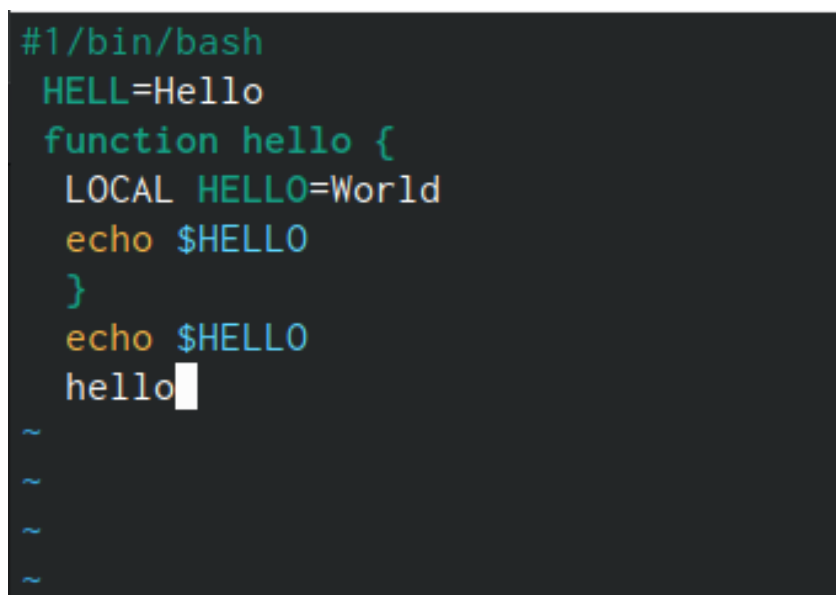 #1/bin/bash
HELL=Hello
function hello {
LOCAL HELLO=World
echo $HELLO
}
echo $HELLO
hello
~
~
~
~